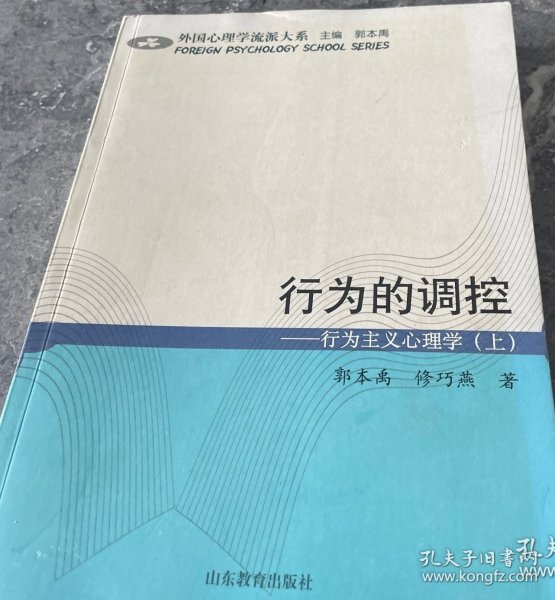 外国心理学流派大系 主编 郭本禹
FOREIGN PSYCHOLOGY SCHOOL SERIES
行为的调控
——行为主义心理学（上）
郭本禹 修巧燕 著
山东教育出版社
孔夫子旧书网
www.kongfz.com